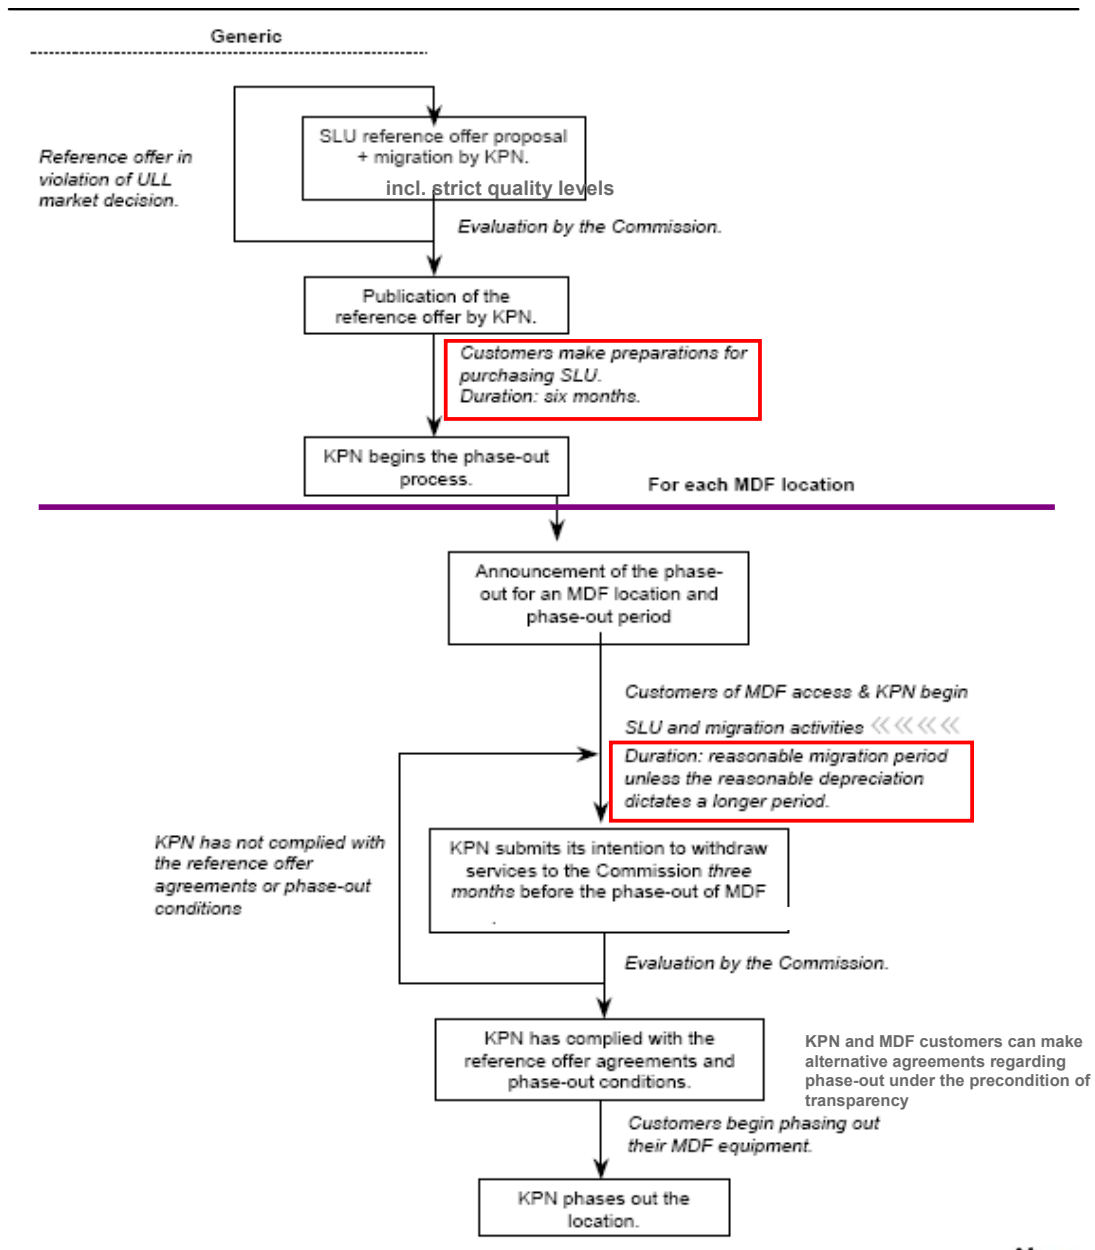 Generic
SLU reference offer proposal
+ migration by KPN.
incl. strict quality levels
Reference offer in
violation of ULL
market decision.
Evaluation by the Commission.
Publication of the
reference offer by KPN.
Customers make preparations for
purchasing SLU.
Duration: six months.
KPN begins the phase-out
process.
For each MDF location
Announcement of the phase-
out for an MDF location and
phase-out period
Customers of MDF access & KPN begin
SLU and migration activities
Duration: reasonable migration period
unless the reasonable depreciation
dictates a longer period.
KPN has not complied with
the reference offer
agreements or phase-out
conditions
KPN submits its intention to withdraw
services to the Commission three
months before the phase-out of MDF
.
Evaluation by the Commission.
KPN has complied with the
reference offer agreements and
phase-out conditions.
KPN and MDF customers can make
alternative agreements regarding
phase-out under the precondition of
transparency
Customers begin phasing out
their MDF equipment.
KPN phases out the
location.